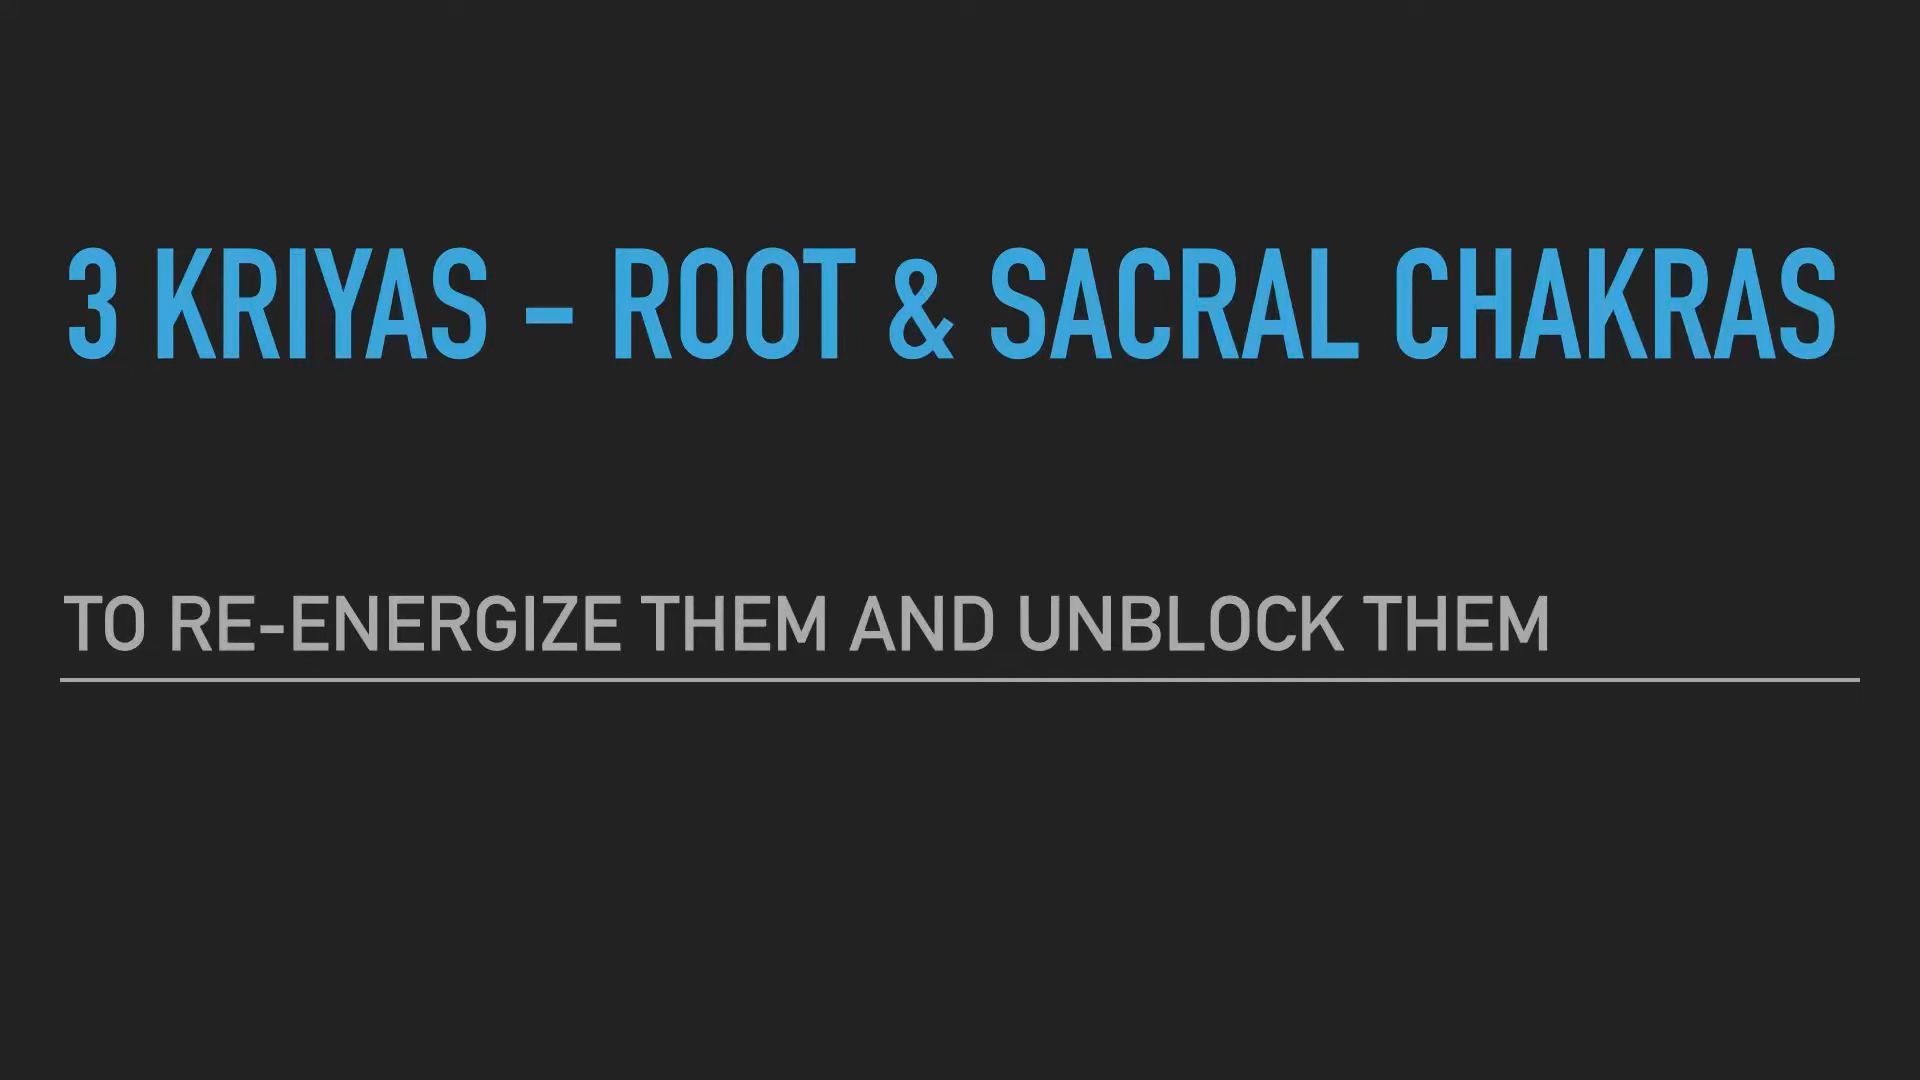 3 KRIYAS - ROOT & SACRAL CHAKRAS
TO RE-ENERGIZE THEM AND UNBLOCK THEM